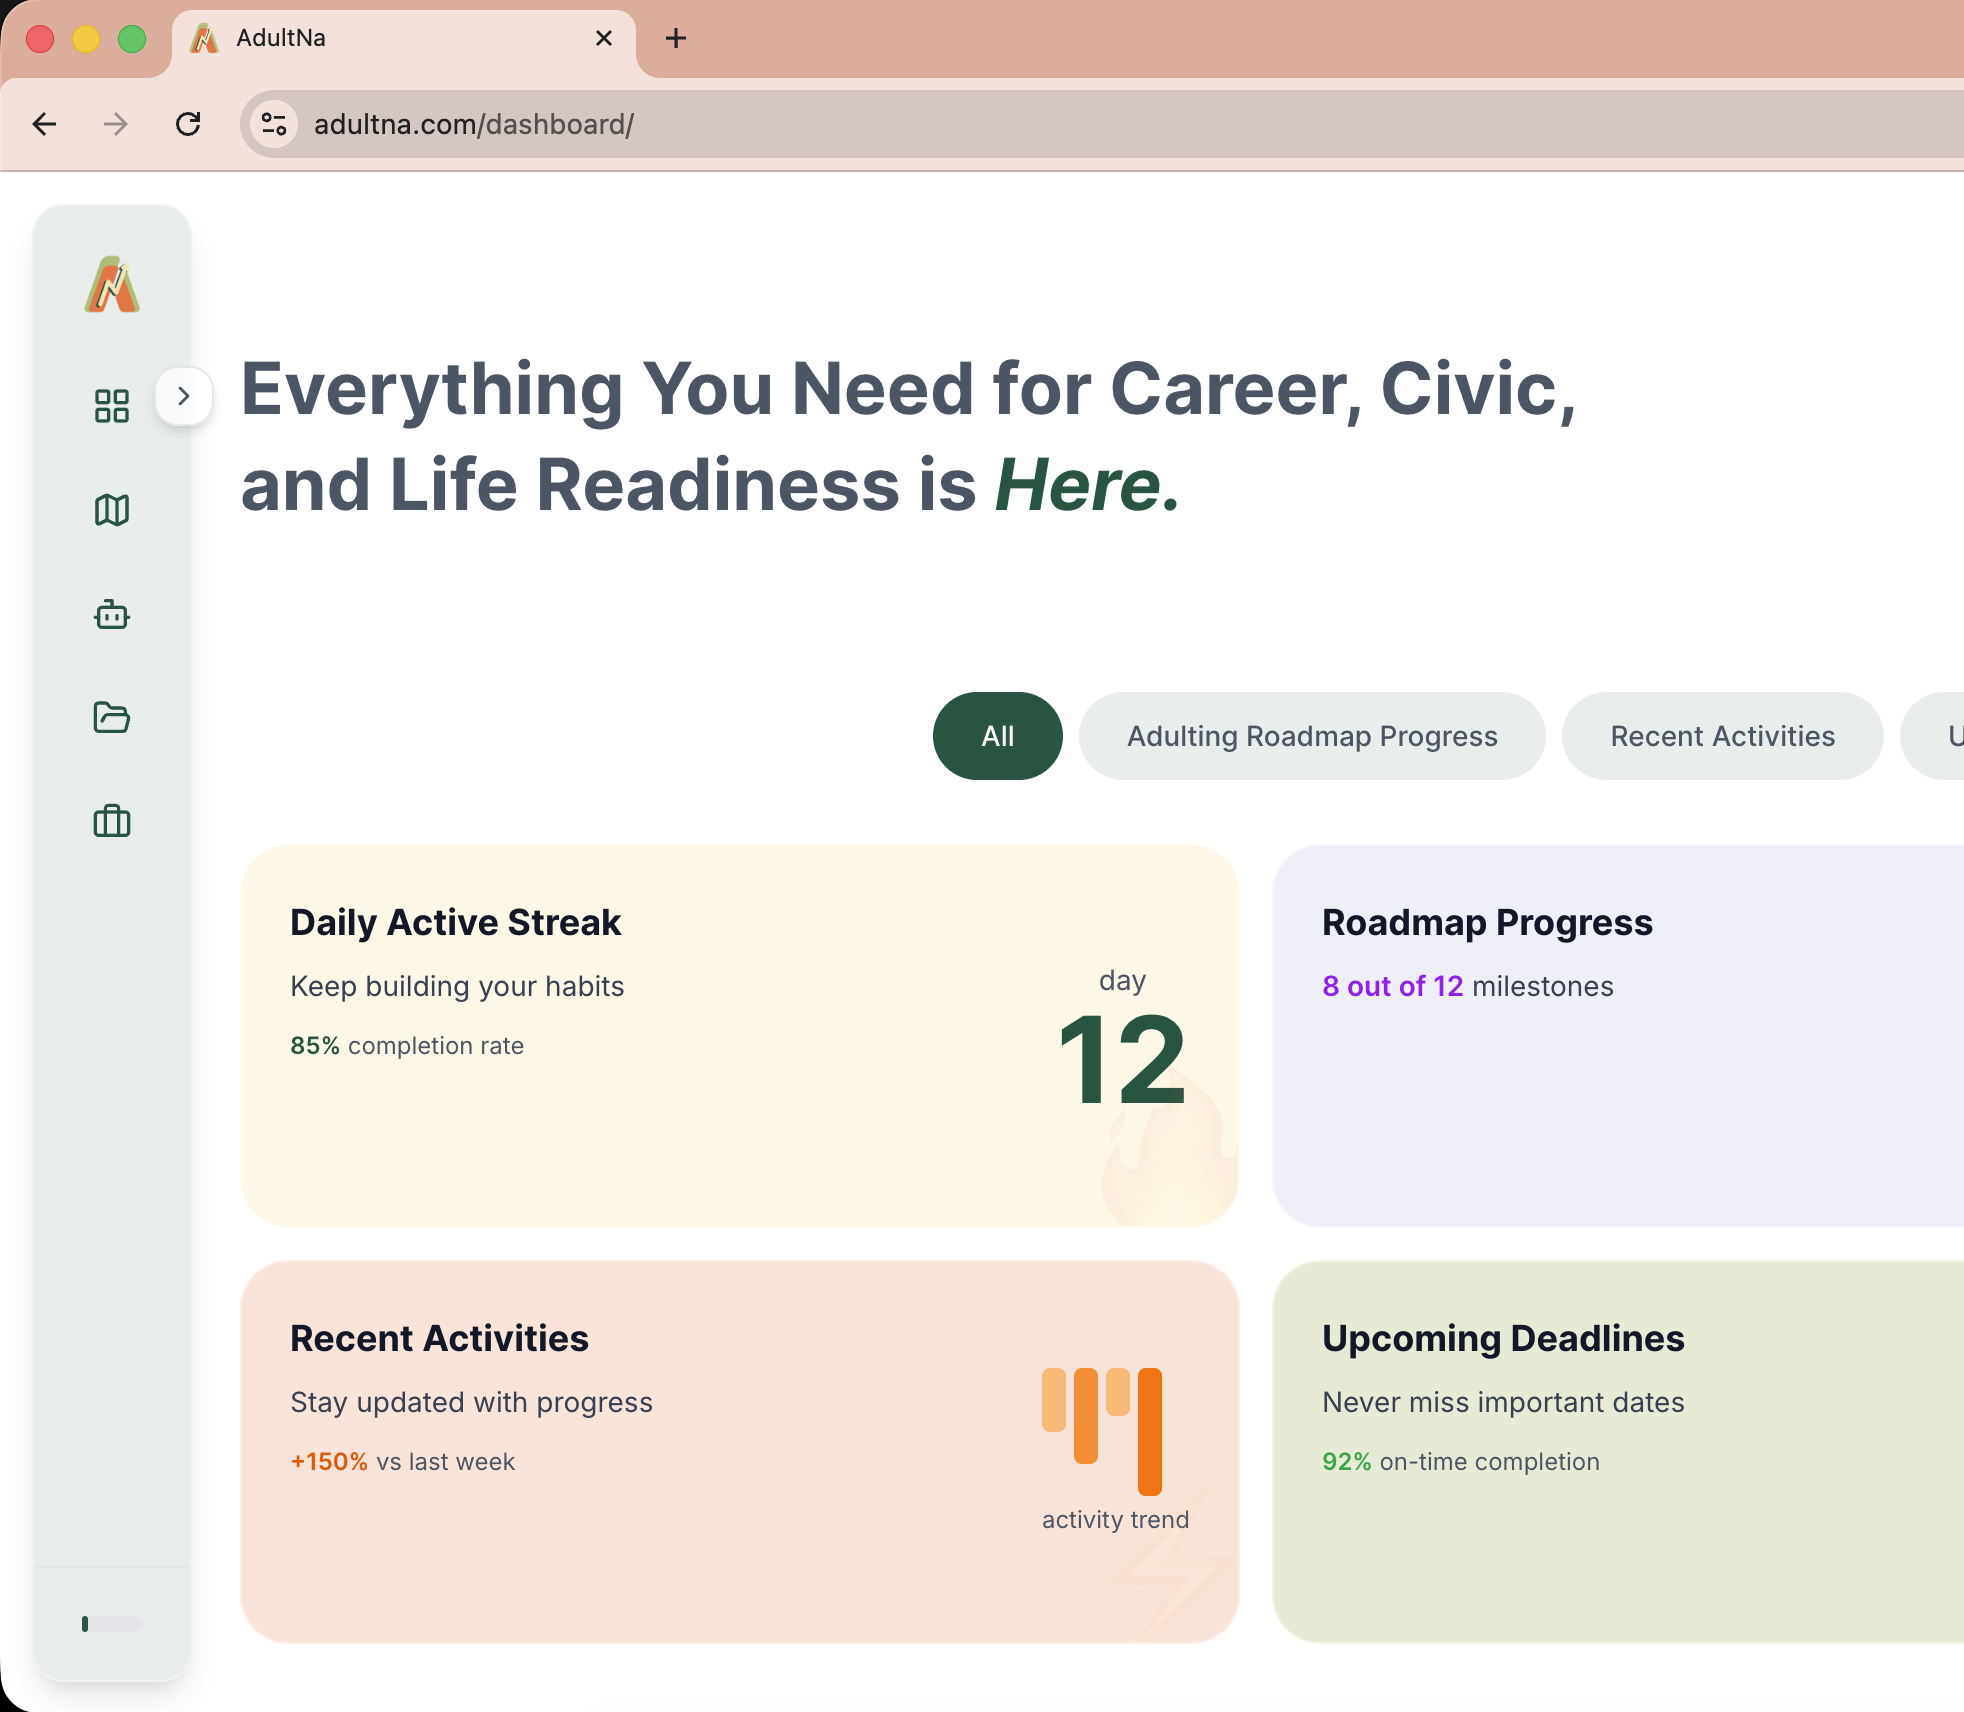 AdultNa
adultna.com/dashboard/
Everything You Need for Career, Civic,
and Life Readiness is Here.
All
Adulting Roadmap Progress
Recent Activities
Daily Active Streak
Keep building your habits
85% completion rate
day
12
Roadmap Progress
8 out of 12 milestones
Recent Activities
Stay updated with progress
+150% vs last week
activity trend
Upcoming Deadlines
Never miss important dates
92% on-time completion